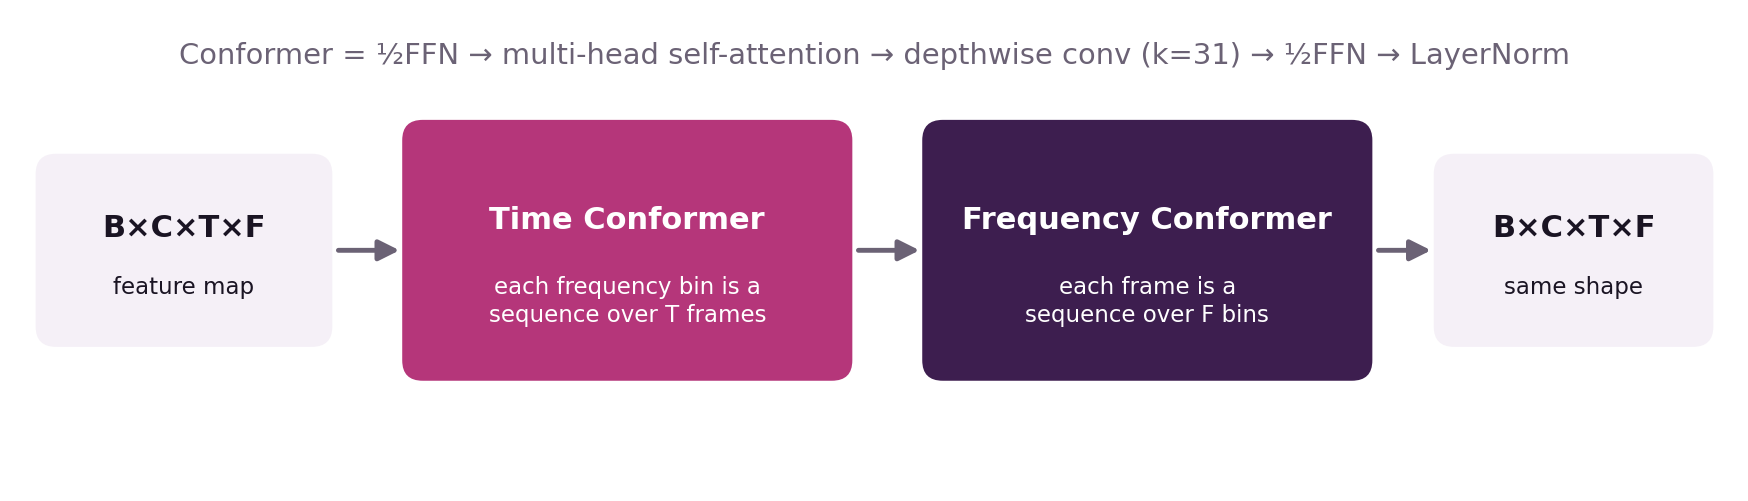 Conformer = ½FFN → multi-head self-attention → depthwise conv (k=31) → ½FFN → LayerNorm
B×C×T×F
feature map
Time Conformer
each frequency bin is a
sequence over T frames
Frequency Conformer
each frame is a
sequence over F bins
B×C×T×F
same shape